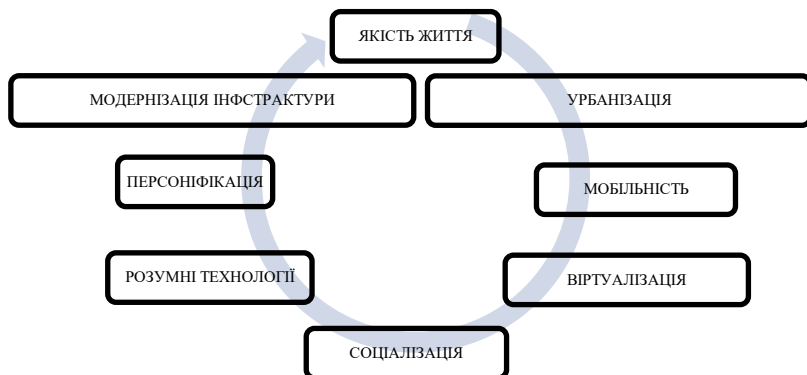 ЯКІСТЬ ЖИТТЯ
МОДЕРНІЗАЦІЯ ІНФСТРАКТУРИ
УРБАНІЗАЦІЯ
ПЕРСОНІФІКАЦІЯ
МОБІЛЬНІСТЬ
РОЗУМНІ ТЕХНОЛОГІЇ
ВІРТУАЛІЗАЦІЯ
СОЦІАЛІЗАЦІЯ